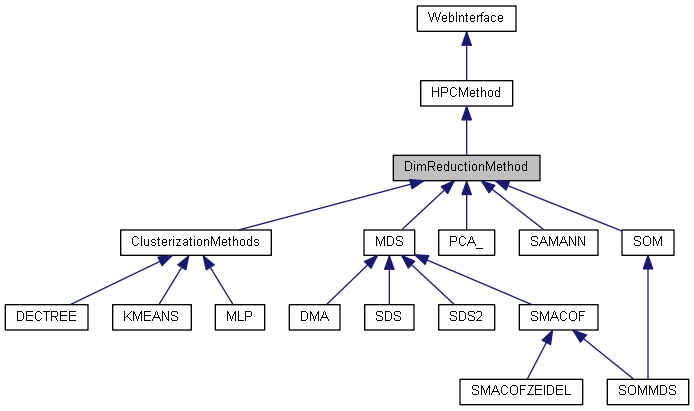 WebInterface
HPCMethod
DimReductionMethod
ClusterizationMethods
MDS
PCA_
SAMANN
SOM
DECTREE
KMEANS
MLP
DMA
SDS
SDS2
SMACOF
SMACOFZEIDEL
SOMMDS